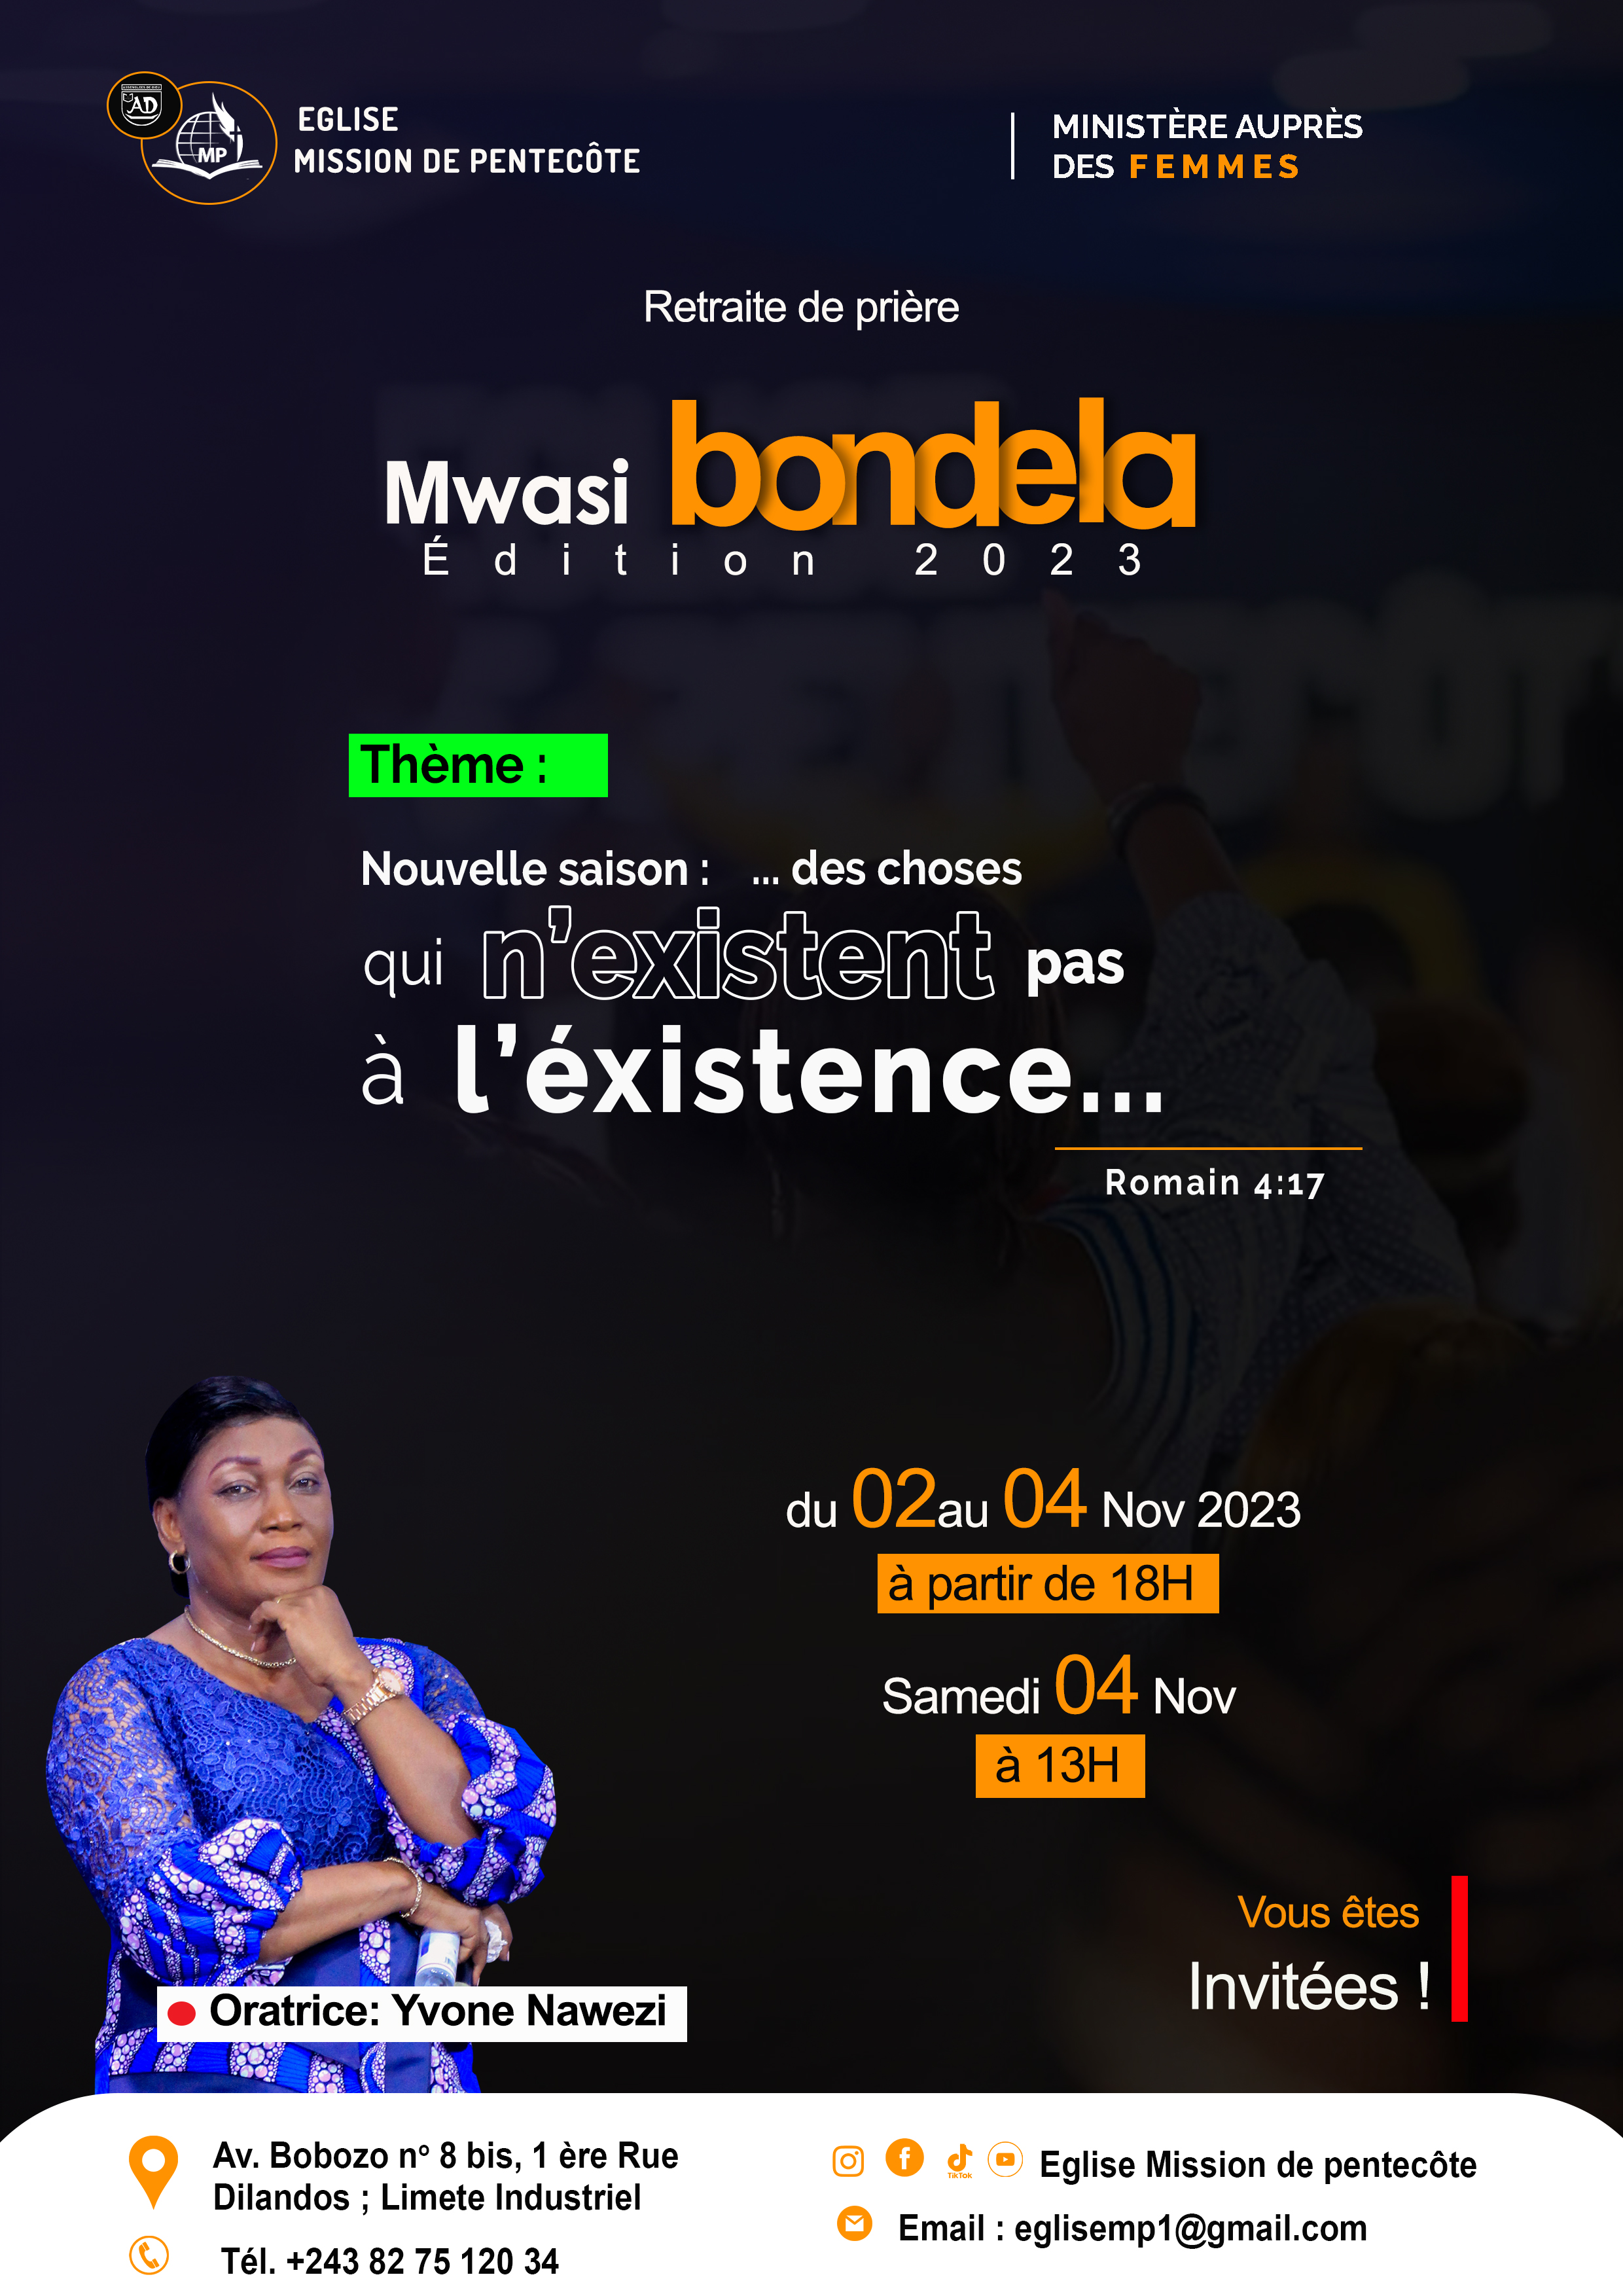 AD
MP
EGLISE
MISSION DE PENTECÔTE
MINISTÈRE AUPRÈS
DES FEMMES
Retraite de prière
Mwasi bondela
Édition 2023
Thème :
Nouvelle saison : ... des choses
qui n'existent pas
à l'éxistence...
Romain 4:17
du 02au 04 Nov 2023
à partir de 18H
Samedi 04 Nov
à 13H
Vous êtes
Invitées !
Oratrice: Yvone Nawezi
Av. Bobozo nº 8 bis, 1 ère Rue
Dilandos ; Limete Industriel
Tél. +243 82 75 120 34
TikTok
Eglise Mission de pentecôte
Email : eglisemp1@gmail.com